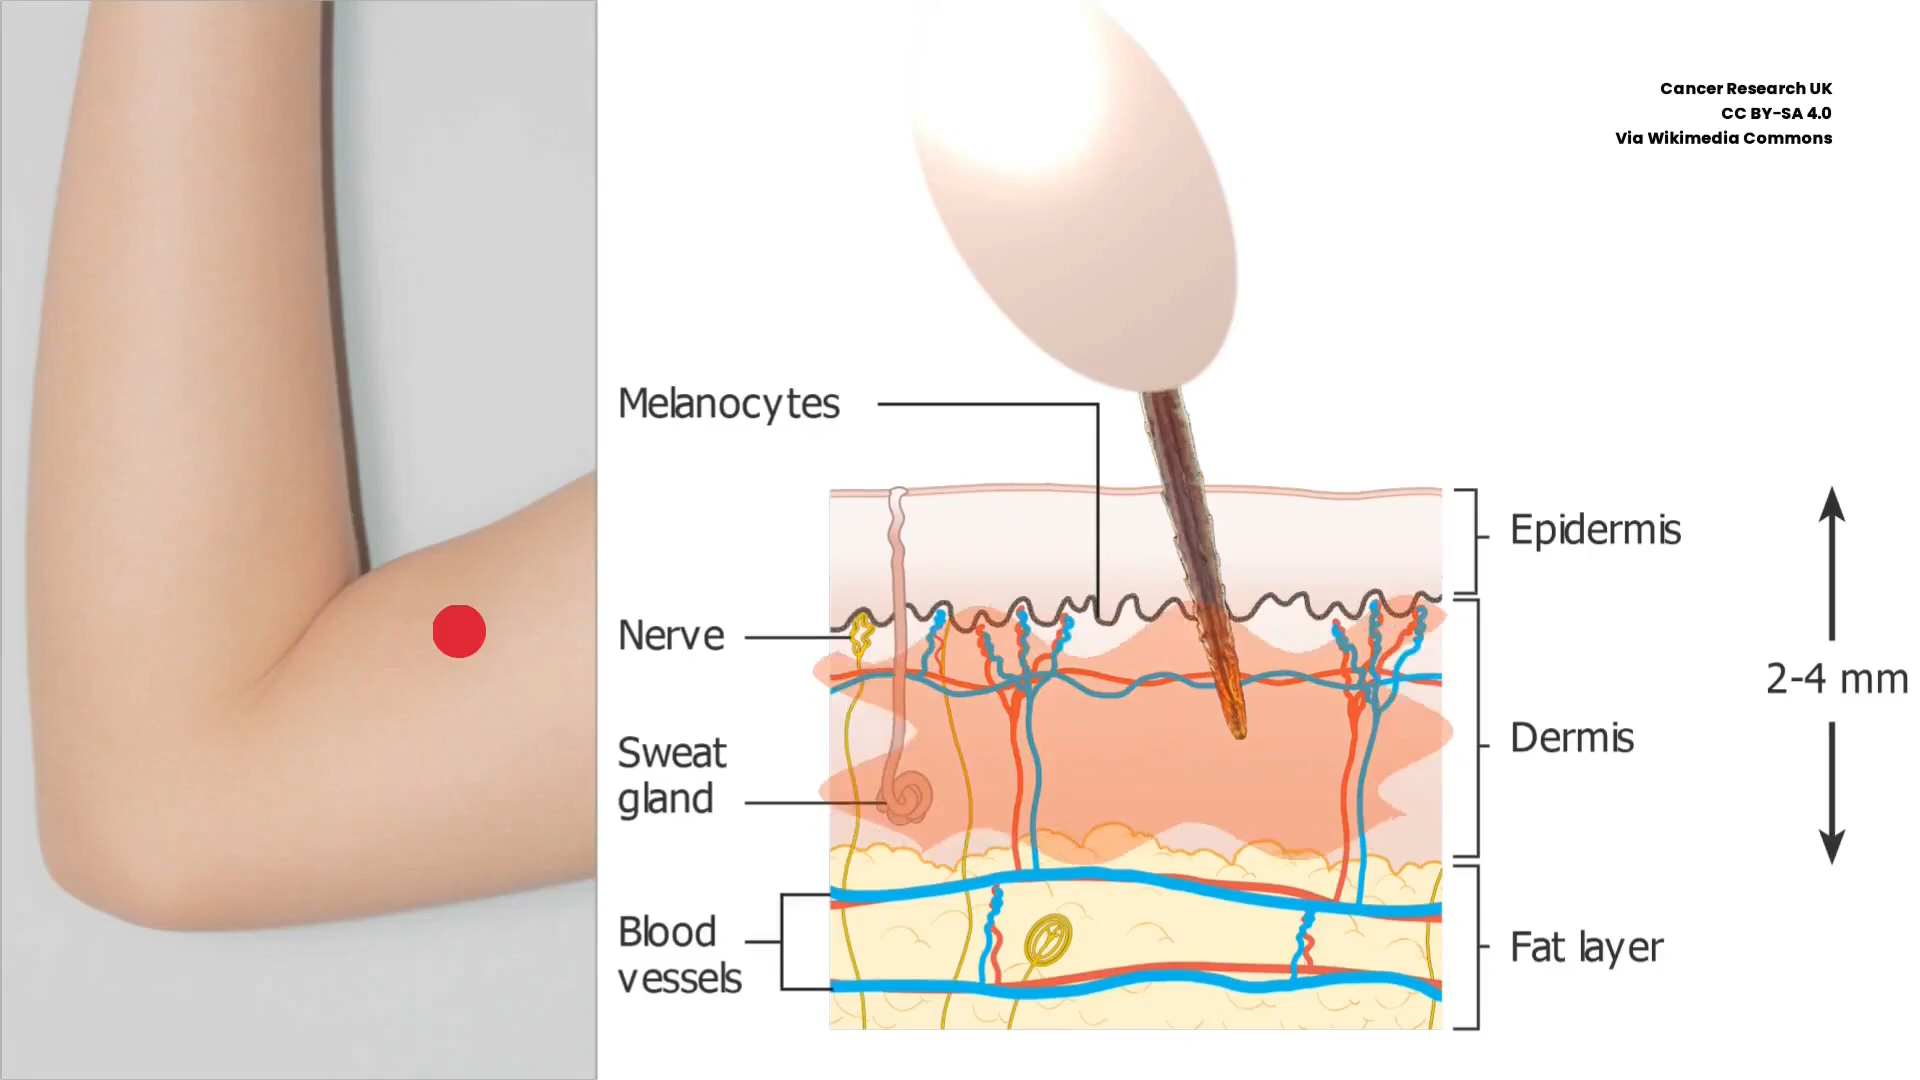 Cancer Research UK
CC BY-SA 4.0
Via Wikimedia Commons
Melanocytes
Epidermis
Nerve
2-4 mm
Dermis
Sweat
gland
Blood
vessels
Fat layer